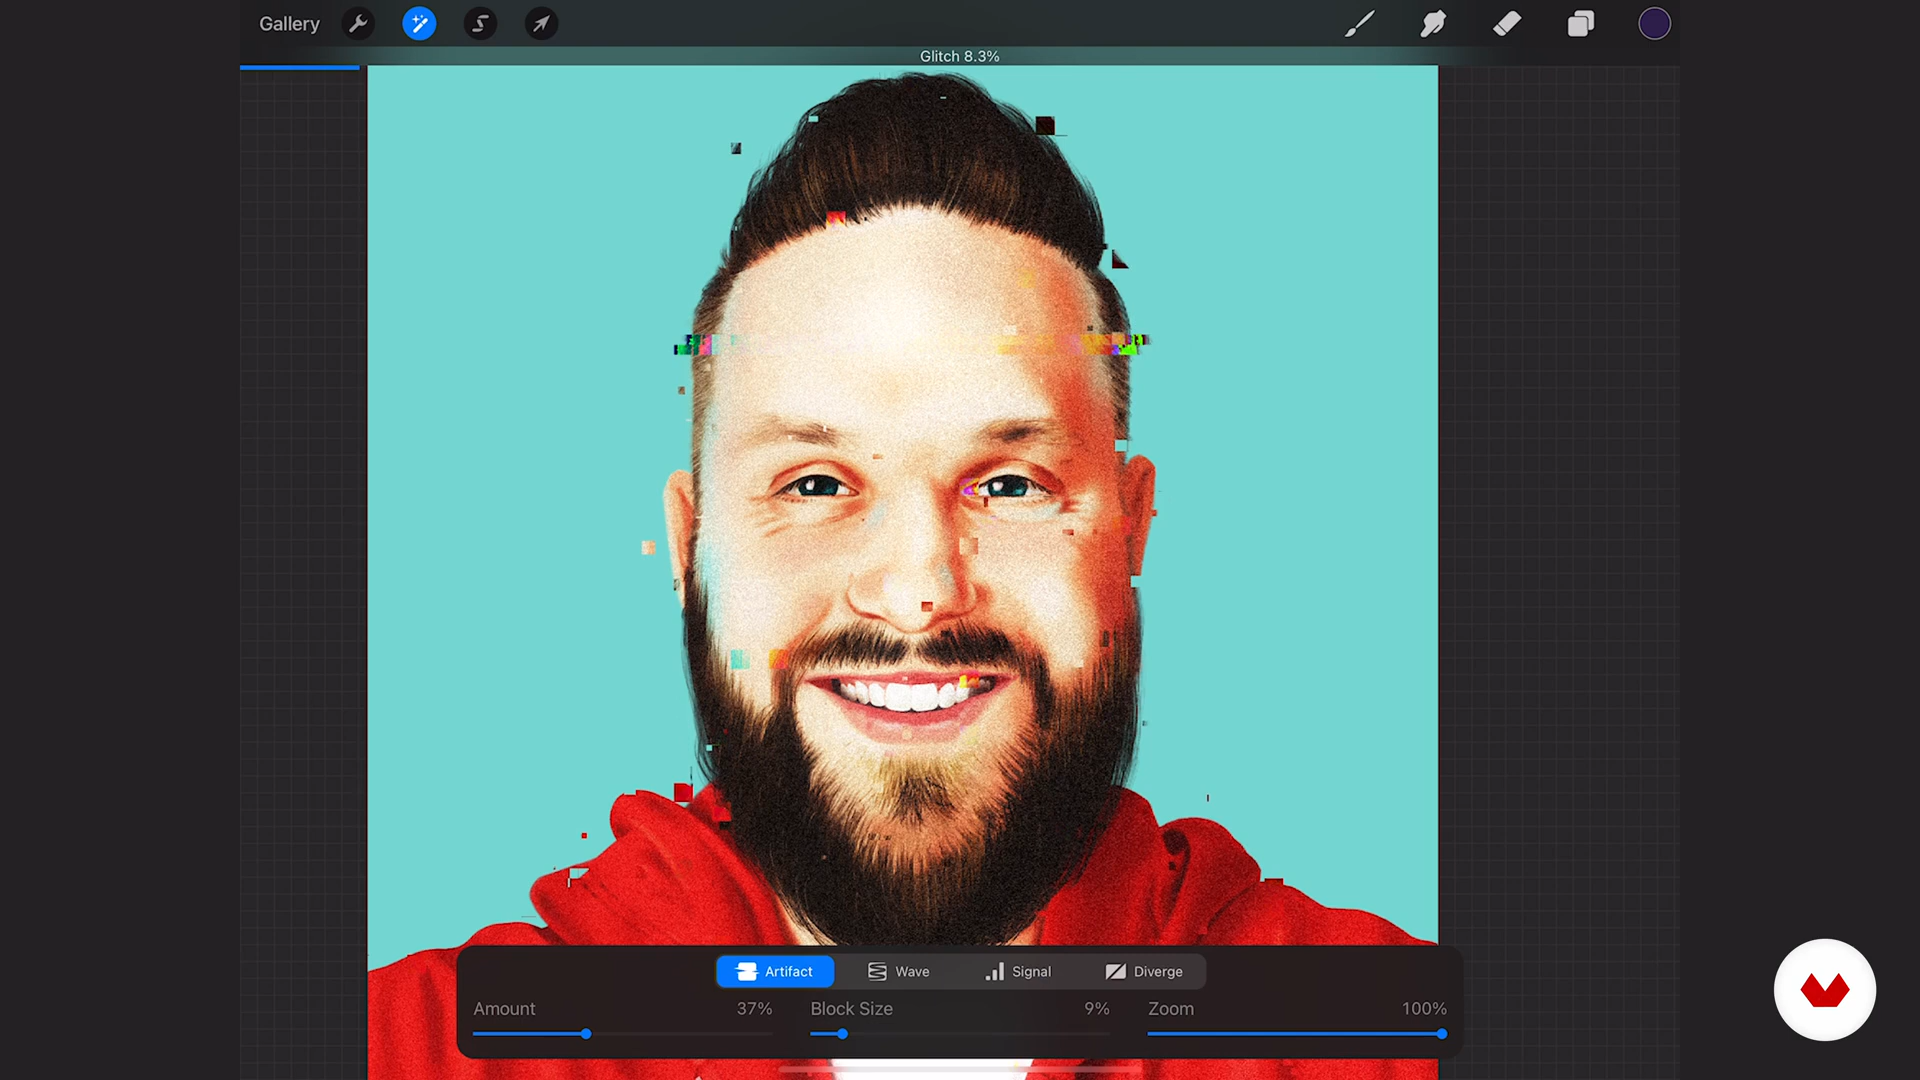 Gallery
Glitch 8.3%
Artifact Wave Signal Diverge
Amount 37% Block Size 9% Zoom 100%